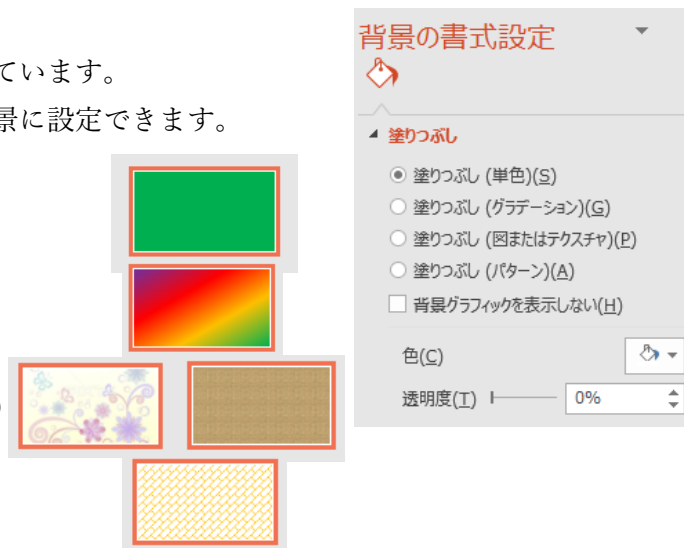 ています。
景に設定できます。
)
背景の書式設定
塗りつぶし
塗りつぶし (単色)(S)
塗りつぶし (グラデーション)(G)
塗りつぶし (図またはテクスチャ)(P)
塗りつぶし (パターン)(A)
背景グラフィックを表示しない(H)
色(C)
透明度(T) 0%